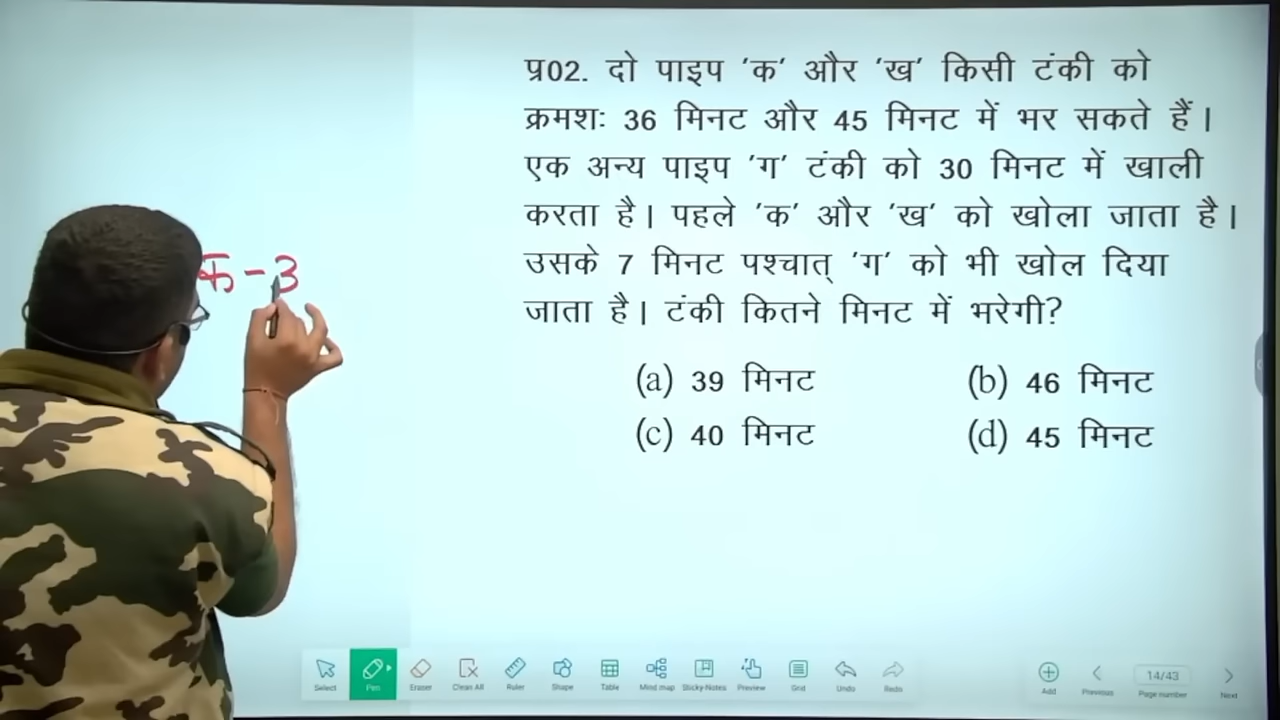 प्र02. दो पाइप 'क' और 'ख' किसी टंकी को
क्रमशः 36 मिनट और 45 मिनट में भर सकते हैं।
एक अन्य पाइप 'ग' टंकी को 30 मिनट में खाली
करता है। पहले 'क' और 'ख' को खोला जाता है।
उसके 7 मिनट पश्चात् 'ग' को भी खोल दिया
जाता है। टंकी कितने मिनट में भरेगी?
(a) 39 मिनट (b) 46 मिनट
(c) 40 मिनट (d) 45 मिनट
क - 3
Select Pen Eraser Clean All Ruler Shape Table Mind map Sticky-Notes Preview Grid Undo Redo Add Previous 14/43 Page number Next